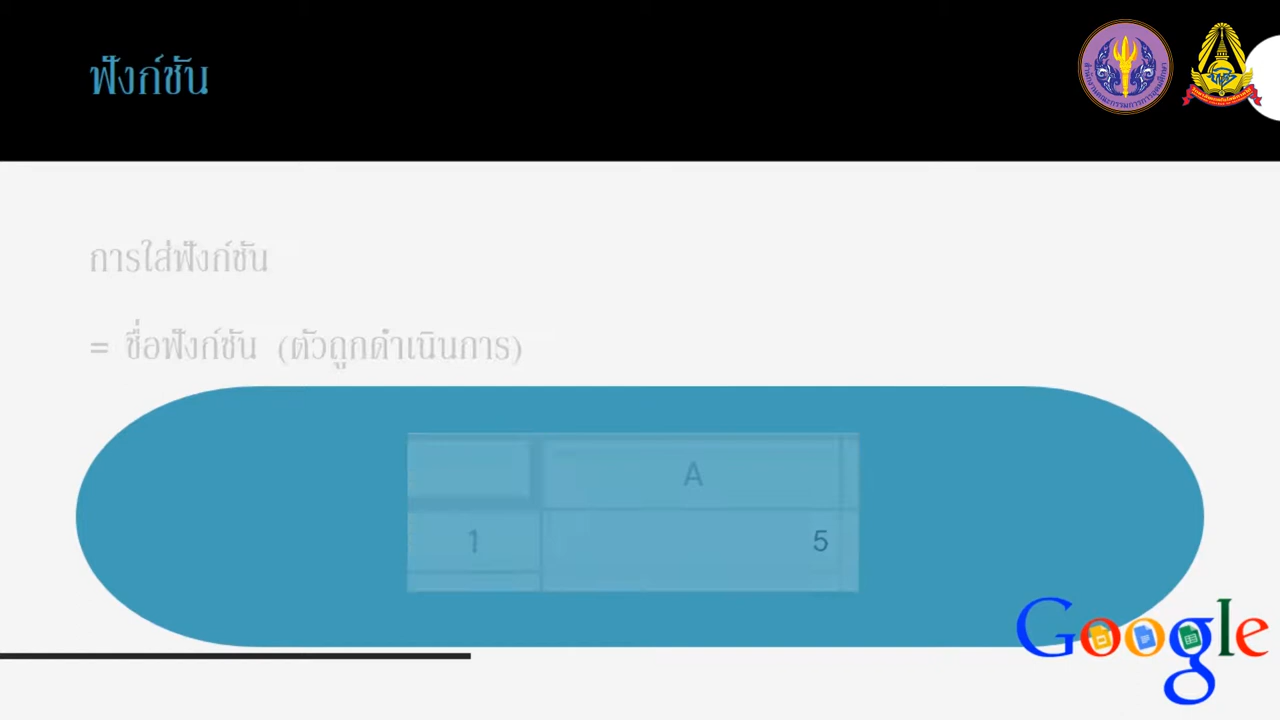 ฟังก์ชัน
การใส่ฟังก์ชัน
= ชื่อฟังก์ชัน (ตัวถูกดำเนินการ)
A
1 5
Google